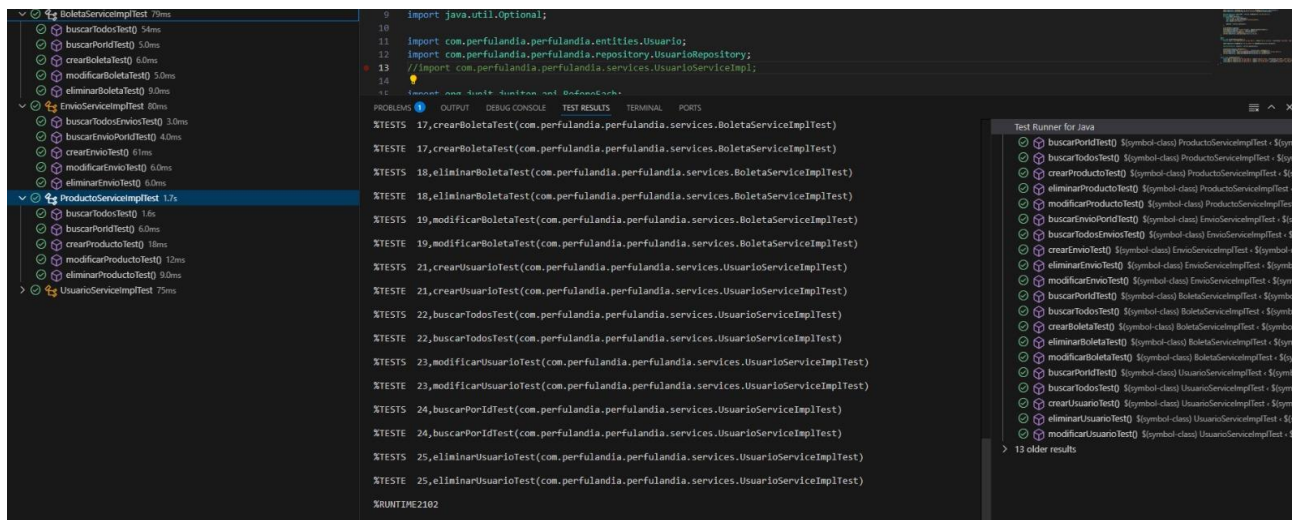 BoletaServiceImplTest 79ms
buscarTodosTest() 54ms
buscarPorIdTest() 5.0ms
crearBoletaTest() 6.0ms
modificarBoletaTest() 5.0ms
eliminarBoletaTest() 9.0ms
EnvioServiceImplTest 80ms
buscarTodosEnviosTest() 3.0ms
buscarEnvioPorIdTest() 4.0ms
crearEnvioTest() 61ms
modificarEnvioTest() 6.0ms
eliminarEnvioTest() 6.0ms
ProductoServiceImplTest 1.7s
buscarTodosTest() 1.6s
buscarPorIdTest() 6.0ms
crearProductoTest() 18ms
modificarProductoTest() 12ms
eliminarProductoTest() 9.0ms
UsuarioServiceImplTest 75ms
9 import java.util.Optional;
10
11 import com.perfulandia.perfulandia.entities.Usuario;
12 import com.perfulandia.perfulandia.repository.UsuarioRepository;
13 //import com.perfulandia.perfulandia.services.UsuarioServiceImpl;
14
PROBLEMS 1 OUTPUT DEBUG CONSOLE TEST RESULTS TERMINAL PORTS
%TESTS 17,crearBoletaTest(com.perfulandia.perfulandia.services.BoletaServiceImplTest)
%TESTE 17,crearBoletaTest(com.perfulandia.perfulandia.services.BoletaServiceImplTest)
%TESTS 18,eliminarBoletaTest(com.perfulandia.perfulandia.services.BoletaServiceImplTest)
%TESTE 18,eliminarBoletaTest(com.perfulandia.perfulandia.services.BoletaServiceImplTest)
%TESTS 19,modificarBoletaTest(com.perfulandia.perfulandia.services.BoletaServiceImplTest)
%TESTE 19,modificarBoletaTest(com.perfulandia.perfulandia.services.BoletaServiceImplTest)
%TESTS 21,crearUsuarioTest(com.perfulandia.perfulandia.services.UsuarioServiceImplTest)
%TESTE 21,crearUsuarioTest(com.perfulandia.perfulandia.services.UsuarioServiceImplTest)
%TESTS 22,buscarTodosTest(com.perfulandia.perfulandia.services.UsuarioServiceImplTest)
%TESTE 22,buscarTodosTest(com.perfulandia.perfulandia.services.UsuarioServiceImplTest)
%TESTS 23,modificarUsuarioTest(com.perfulandia.perfulandia.services.UsuarioServiceImplTest)
%TESTE 23,modificarUsuarioTest(com.perfulandia.perfulandia.services.UsuarioServiceImplTest)
%TESTS 24,buscarPorIdTest(com.perfulandia.perfulandia.services.UsuarioServiceImplTest)
%TESTE 24,buscarPorIdTest(com.perfulandia.perfulandia.services.UsuarioServiceImplTest)
%TESTS 25,eliminarUsuarioTest(com.perfulandia.perfulandia.services.UsuarioServiceImplTest)
%TESTE 25,eliminarUsuarioTest(com.perfulandia.perfulandia.services.UsuarioServiceImplTest)
%RUNTIME2102
Test Runner for Java
buscarPorIdTest() $(symbol-class) ProductoServiceImplTest < $(sym
buscarTodosTest() $(symbol-class) ProductoServiceImplTest < $(sy
crearProductoTest() $(symbol-class) ProductoServiceImplTest < $(
eliminarProductoTest() $(symbol-class) ProductoServiceImplTest <
modificarProductoTest() $(symbol-class) ProductoServiceImplTest
buscarEnvioPorIdTest() $(symbol-class) EnvioServiceImplTest < $(s
buscarTodosEnviosTest() $(symbol-class) EnvioServiceImplTest < $
crearEnvioTest() $(symbol-class) EnvioServiceImplTest < $(symbol-
eliminarEnvioTest() $(symbol-class) EnvioServiceImplTest < $(symb
modificarEnvioTest() $(symbol-class) EnvioServiceImplTest < $(sym
buscarPorIdTest() $(symbol-class) BoletaServiceImplTest < $(symbo
buscarTodosTest() $(symbol-class) BoletaServiceImplTest < $(symb
crearBoletaTest() $(symbol-class) BoletaServiceImplTest < $(symbo
eliminarBoletaTest() $(symbol-class) BoletaServiceImplTest < $(sym
modificarBoletaTest() $(symbol-class) BoletaServiceImplTest < $(sy
buscarPorIdTest() $(symbol-class) UsuarioServiceImplTest < $(symb
buscarTodosTest() $(symbol-class) UsuarioServiceImplTest < $(sym
crearUsuarioTest() $(symbol-class) UsuarioServiceImplTest < $(sym
eliminarUsuarioTest() $(symbol-class) UsuarioServiceImplTest < $(
modificarUsuarioTest() $(symbol-class) UsuarioServiceImplTest < $
13 older results